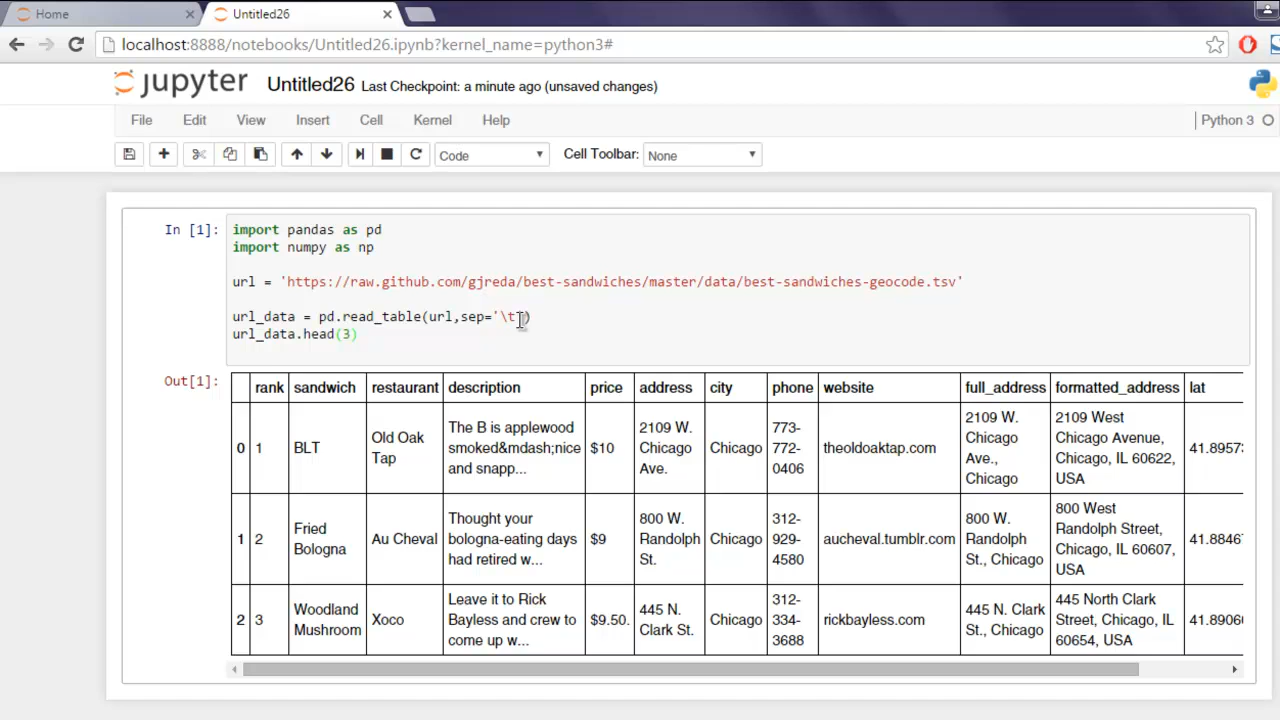 Home
Untitled26
localhost:8888/notebooks/Untitled26.ipynb?kernel_name=python3#
jupyter Untitled26 Last Checkpoint: a minute ago (unsaved changes)
File Edit View Insert Cell Kernel Help Python 3
Code Cell Toolbar: None
In [1]: import pandas as pd
import numpy as np
url = 'https://raw.github.com/gjreda/best-sandwiches/master/data/best-sandwiches-geocode.tsv'
url_data = pd.read_table(url,sep='\t')
url_data.head(3)
Out[1]:
rank sandwich restaurant description price address city phone website full_address formatted_address lat
0 1 BLT Old Oak Tap The B is applewood smoked&mdash;nice and snapp... $10 2109 W. Chicago Ave. Chicago 773-772-0406 theoldoaktap.com 2109 W. Chicago Ave., Chicago 2109 West Chicago Avenue, Chicago, IL 60622, USA 41.8957
1 2 Fried Bologna Au Cheval Thought your bologna-eating days had retired w... $9 800 W. Randolph St. Chicago 312-929-4580 aucheval.tumblr.com 800 W. Randolph St., Chicago 800 West Randolph Street, Chicago, IL 60607, USA 41.8846
2 3 Woodland Mushroom Xoco Leave it to Rick Bayless and crew to come up w... $9.50. 445 N. Clark St. Chicago 312-334-3688 rickbayless.com 445 N. Clark St., Chicago 445 North Clark Street, Chicago, IL 60654, USA 41.8906